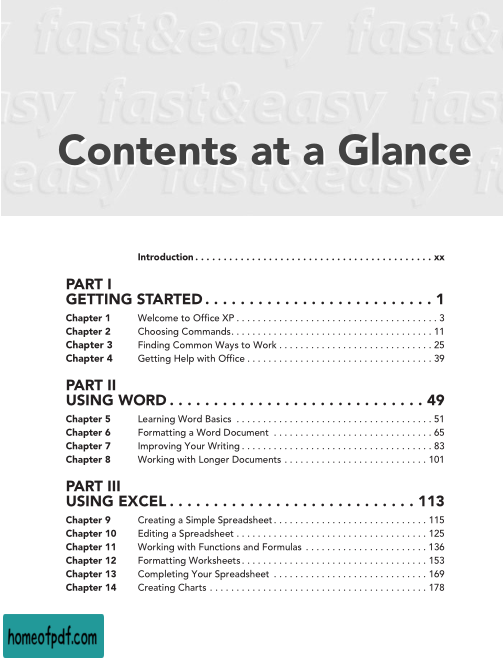 fast&easy fast&
asy fast&easy fas
Contents at a Glance
easy fast&easy
Introduction . . . . . . . . . . . . . . . . . . . . . . . . . . . . . . . . . . . . . . . . . . . . xx
PART I
GETTING STARTED . . . . . . . . . . . . . . . . . . . . . . . . . . 1
Chapter 1 Welcome to Office XP . . . . . . . . . . . . . . . . . . . . . . . . . . . . . . . . . . . . . 3
Chapter 2 Choosing Commands. . . . . . . . . . . . . . . . . . . . . . . . . . . . . . . . . . . . . 11
Chapter 3 Finding Common Ways to Work . . . . . . . . . . . . . . . . . . . . . . . . . . . . 25
Chapter 4 Getting Help with Office . . . . . . . . . . . . . . . . . . . . . . . . . . . . . . . . . . 39
PART II
USING WORD . . . . . . . . . . . . . . . . . . . . . . . . . . . . . 49
Chapter 5 Learning Word Basics . . . . . . . . . . . . . . . . . . . . . . . . . . . . . . . . . . . . 51
Chapter 6 Formatting a Word Document . . . . . . . . . . . . . . . . . . . . . . . . . . . . . 65
Chapter 7 Improving Your Writing . . . . . . . . . . . . . . . . . . . . . . . . . . . . . . . . . . . 83
Chapter 8 Working with Longer Documents . . . . . . . . . . . . . . . . . . . . . . . . . . 101
PART III
USING EXCEL . . . . . . . . . . . . . . . . . . . . . . . . . . . . 113
Chapter 9 Creating a Simple Spreadsheet . . . . . . . . . . . . . . . . . . . . . . . . . . . . 115
Chapter 10 Editing a Spreadsheet . . . . . . . . . . . . . . . . . . . . . . . . . . . . . . . . . . . 125
Chapter 11 Working with Functions and Formulas . . . . . . . . . . . . . . . . . . . . . . 136
Chapter 12 Formatting Worksheets . . . . . . . . . . . . . . . . . . . . . . . . . . . . . . . . . . 153
Chapter 13 Completing Your Spreadsheet . . . . . . . . . . . . . . . . . . . . . . . . . . . . 169
Chapter 14 Creating Charts . . . . . . . . . . . . . . . . . . . . . . . . . . . . . . . . . . . . . . . . 178
homeofpdf.com